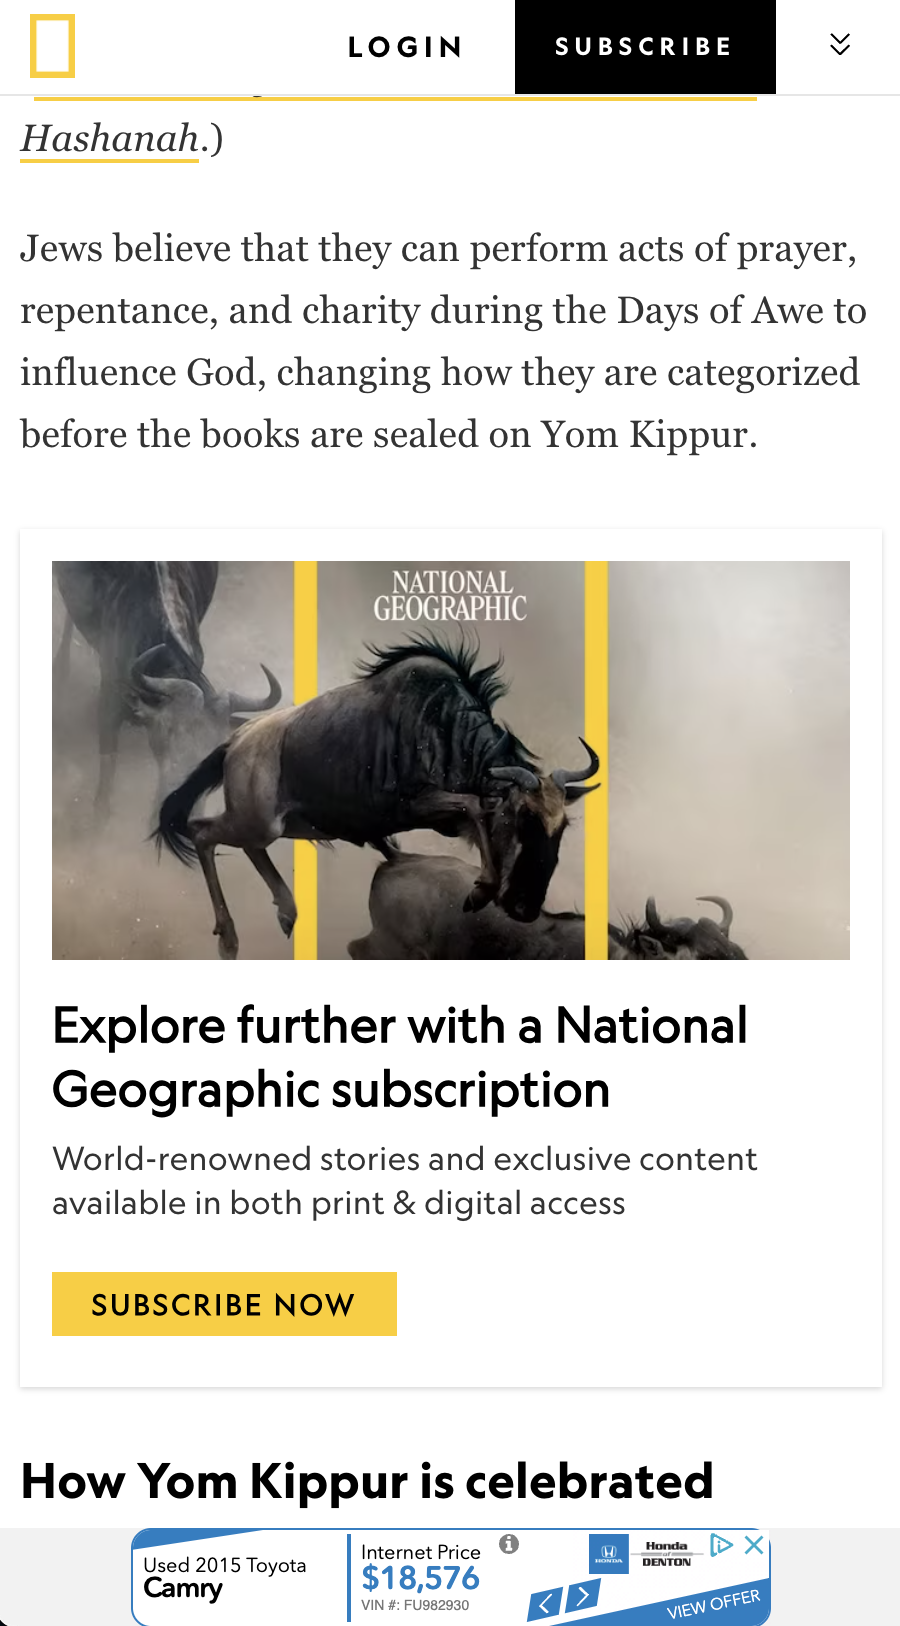 LOGIN
SUBSCRIBE
Hashanah.)
Jews believe that they can perform acts of prayer,
repentance, and charity during the Days of Awe to
influence God, changing how they are categorized
before the books are sealed on Yom Kippur.
NATIONAL
GEOGRAPHIC
Explore further with a National
Geographic subscription
World-renowned stories and exclusive content
available in both print & digital access
SUBSCRIBE NOW
How Yom Kippur is celebrated
Used 2015 Toyota
Camry
Internet Price
$18,576
VIN #: FU982930
HONDA
Honda
of
DENTON
VIEW OFFER